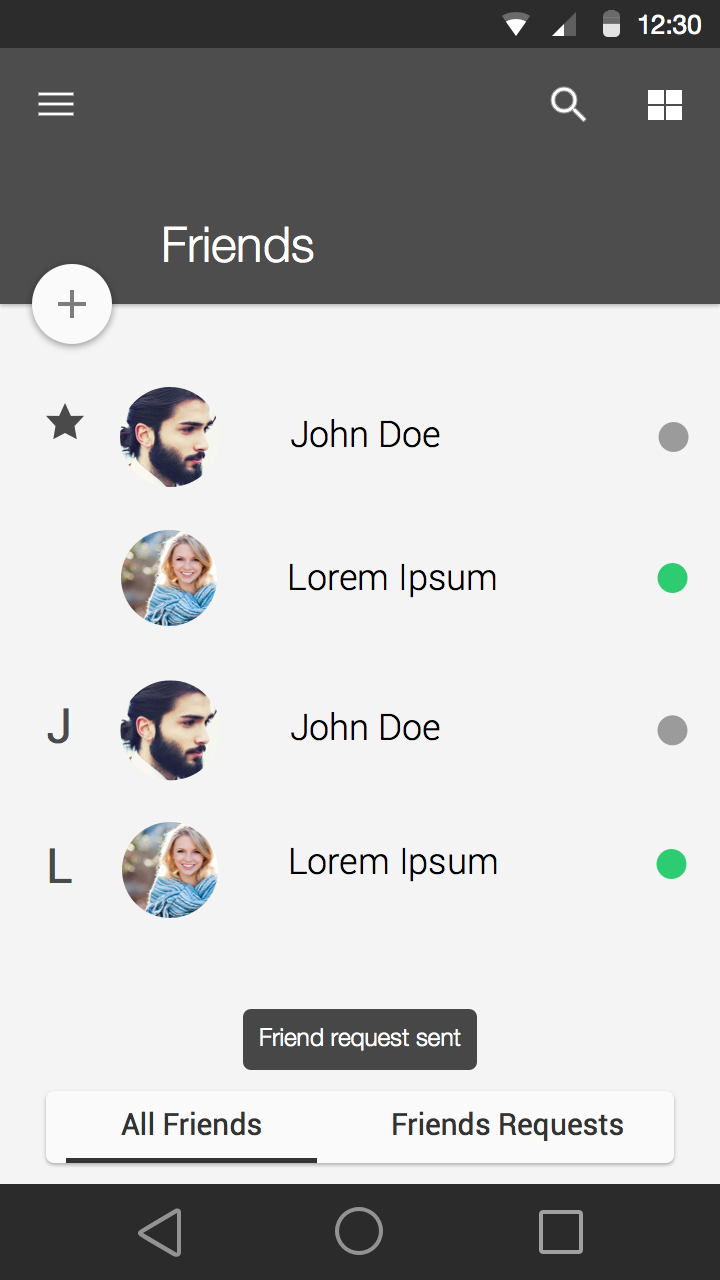 12:30
Friends
John Doe
Lorem Ipsum
J
John Doe
L
Lorem Ipsum
Friend request sent
All Friends
Friends Requests